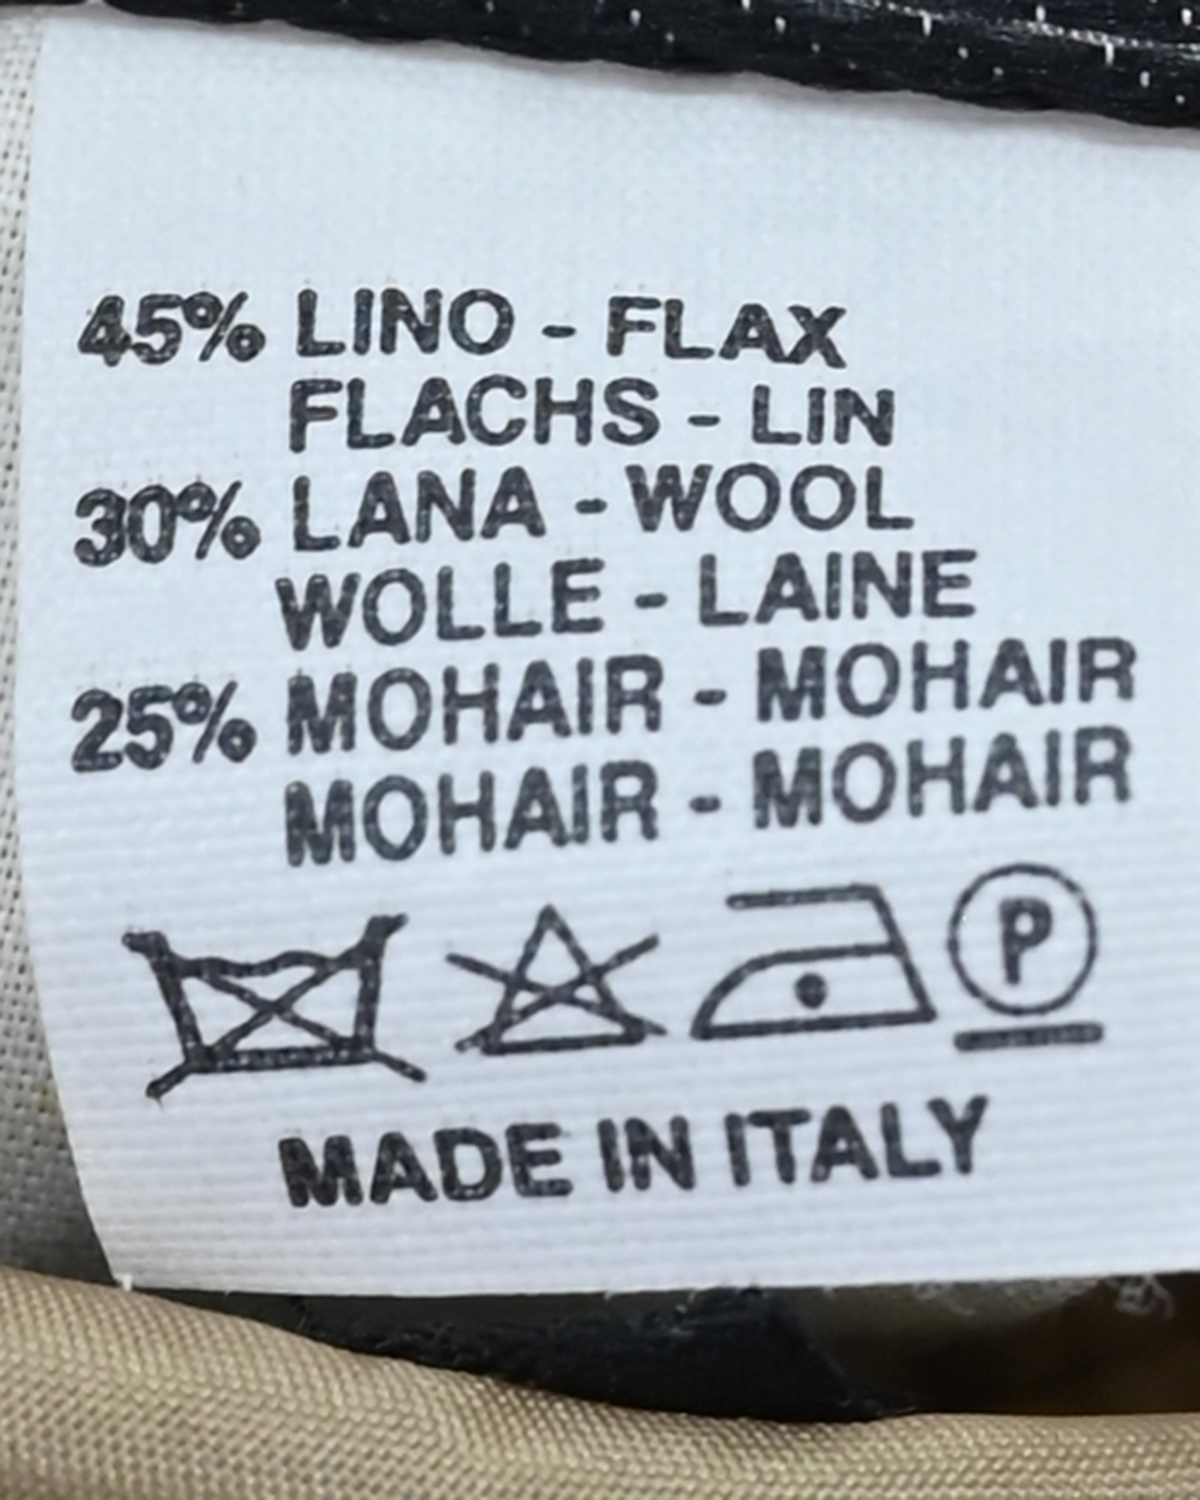 45% LINO - FLAX
FLACHS - LIN
30% LANA - WOOL
WOLLE - LAINE
25% MOHAIR - MOHAIR
MOHAIR - MOHAIR
P
MADE IN ITALY